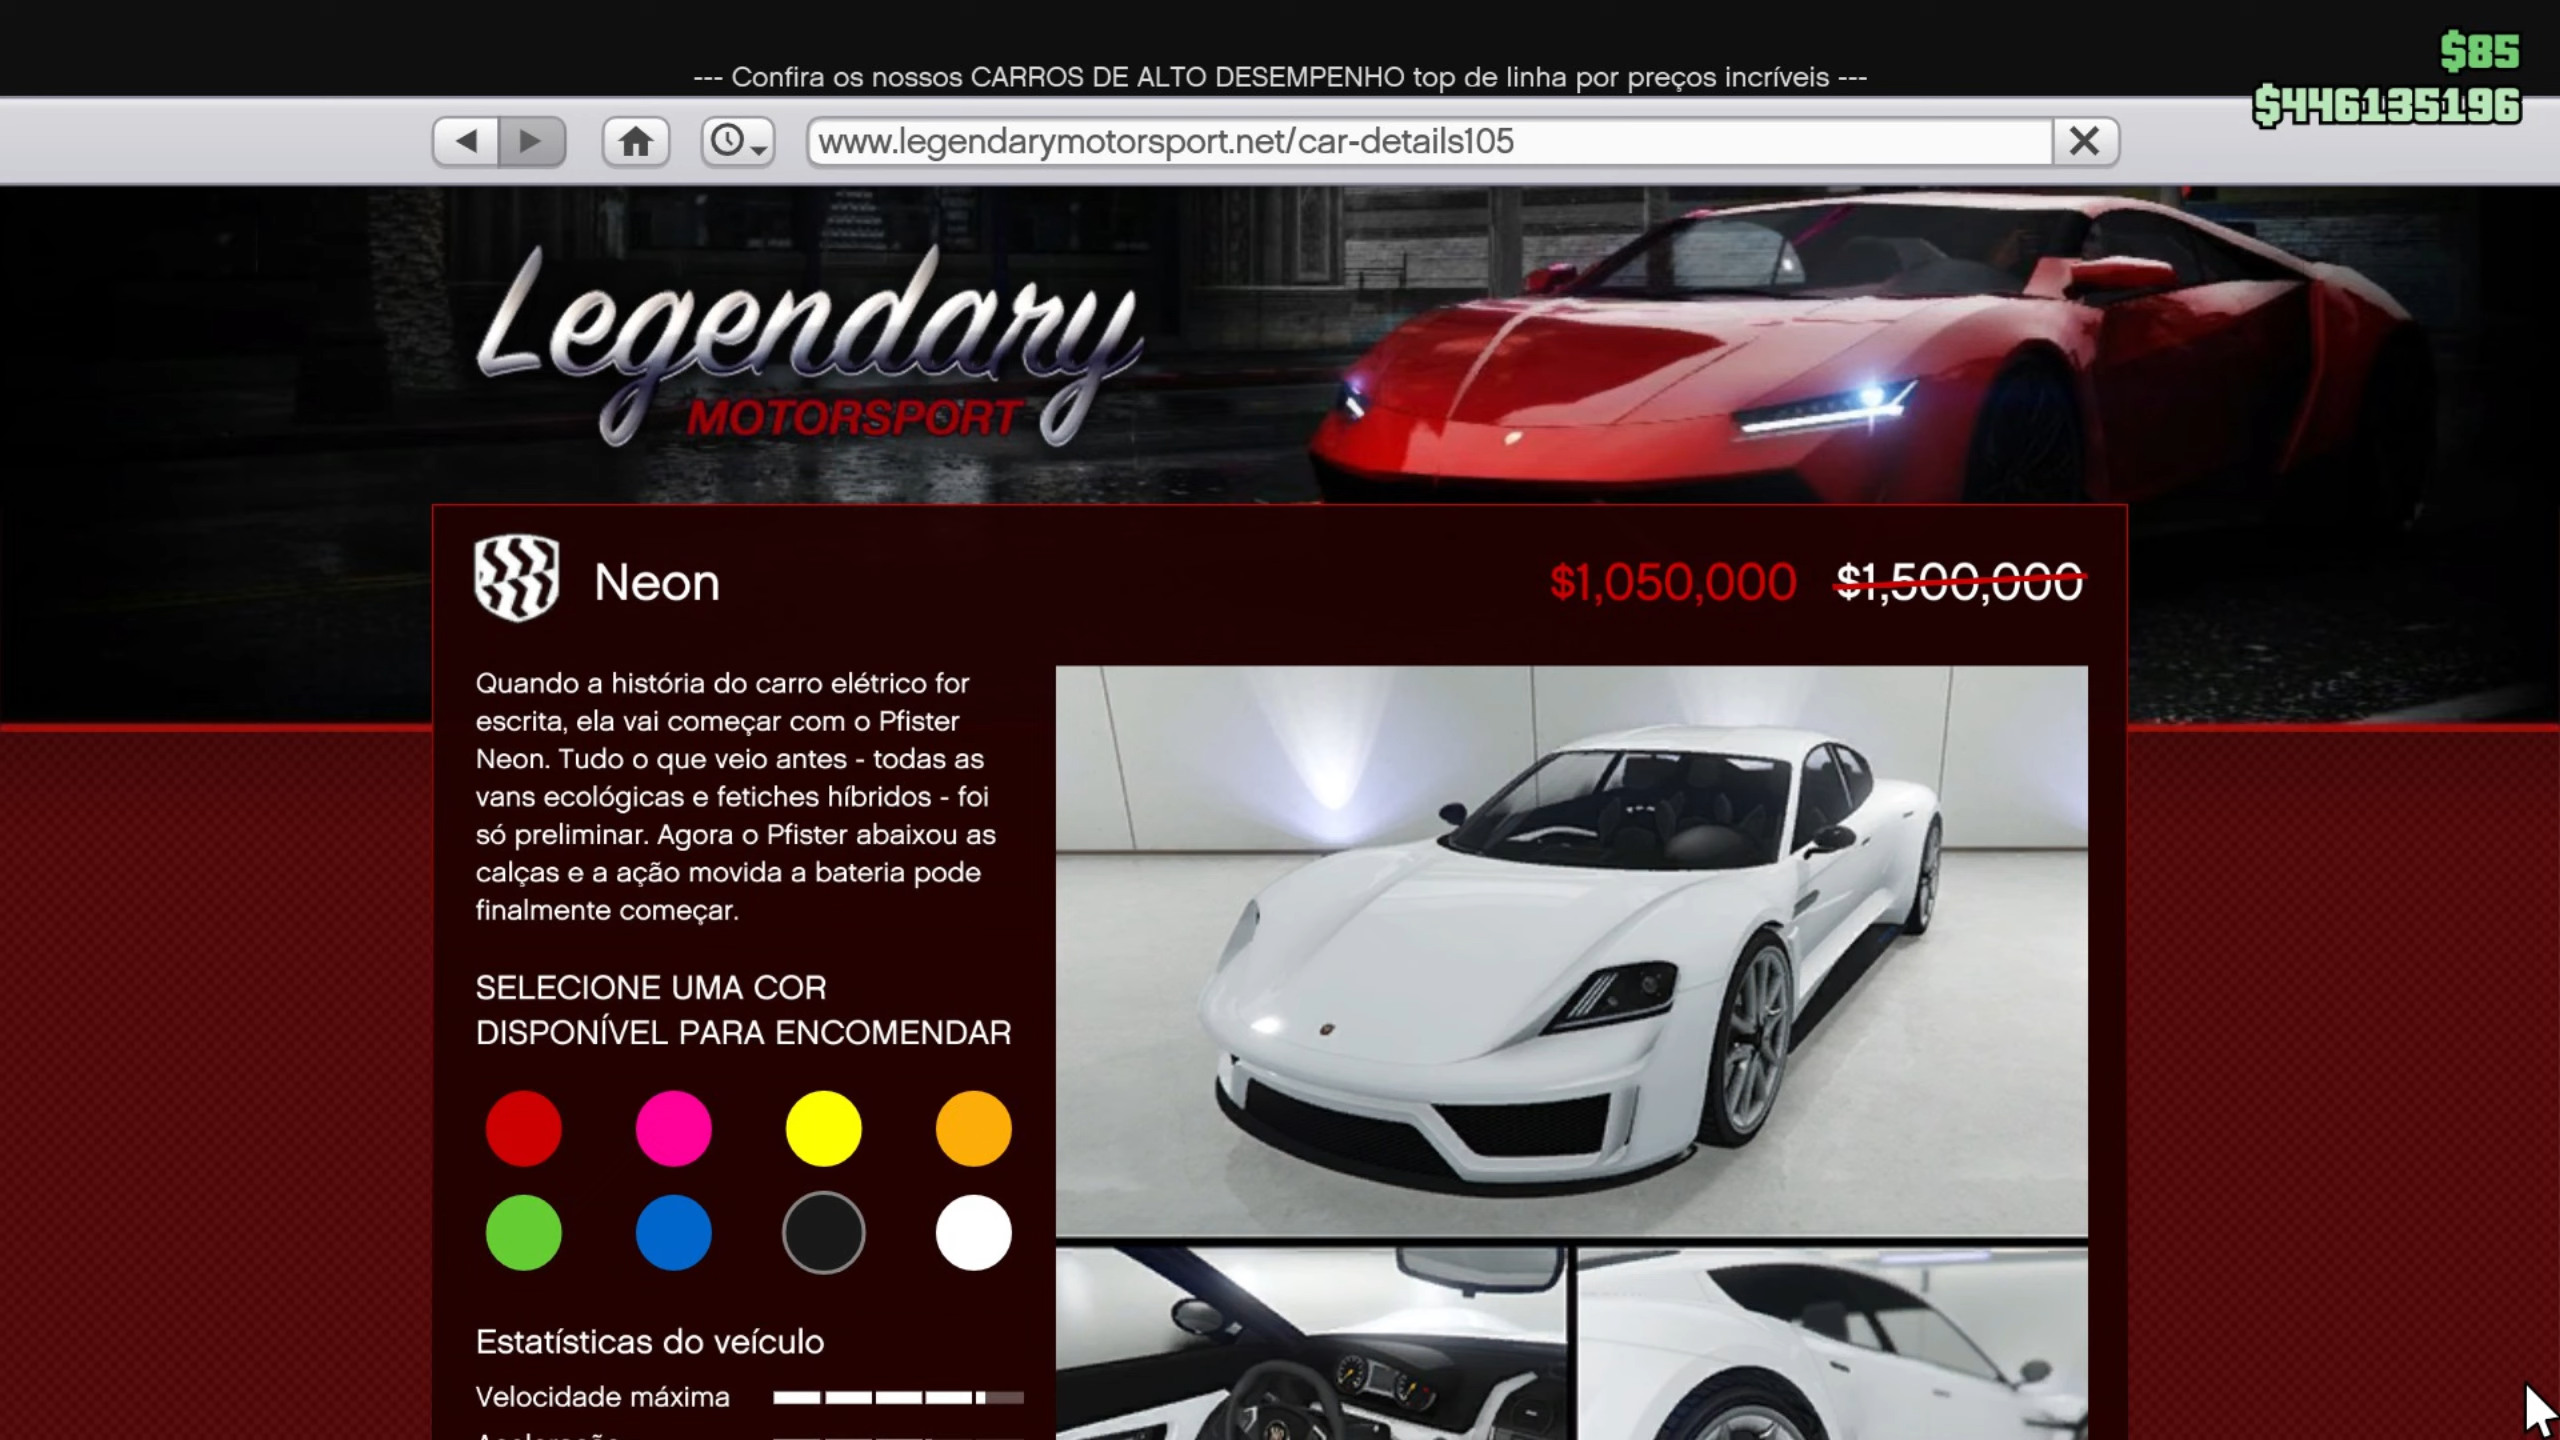 $85
--- Confira os nossos CARROS DE ALTO DESEMPENHO top de linha por preços incríveis ---
$446135196
www.legendarymotorsport.net/car-details105
Legendary
MOTORSPORT
Neon
$1,050,000 $1,500,000
Quando a história do carro elétrico for
escrita, ela vai começar com o Pfister
Neon. Tudo o que veio antes - todas as
vans ecológicas e fetiches híbridos - foi
só preliminar. Agora o Pfister abaixou as
calças e a ação movida a bateria pode
finalmente começar.
SELECIONE UMA COR
DISPONÍVEL PARA ENCOMENDAR
Estatísticas do veículo
Velocidade máxima